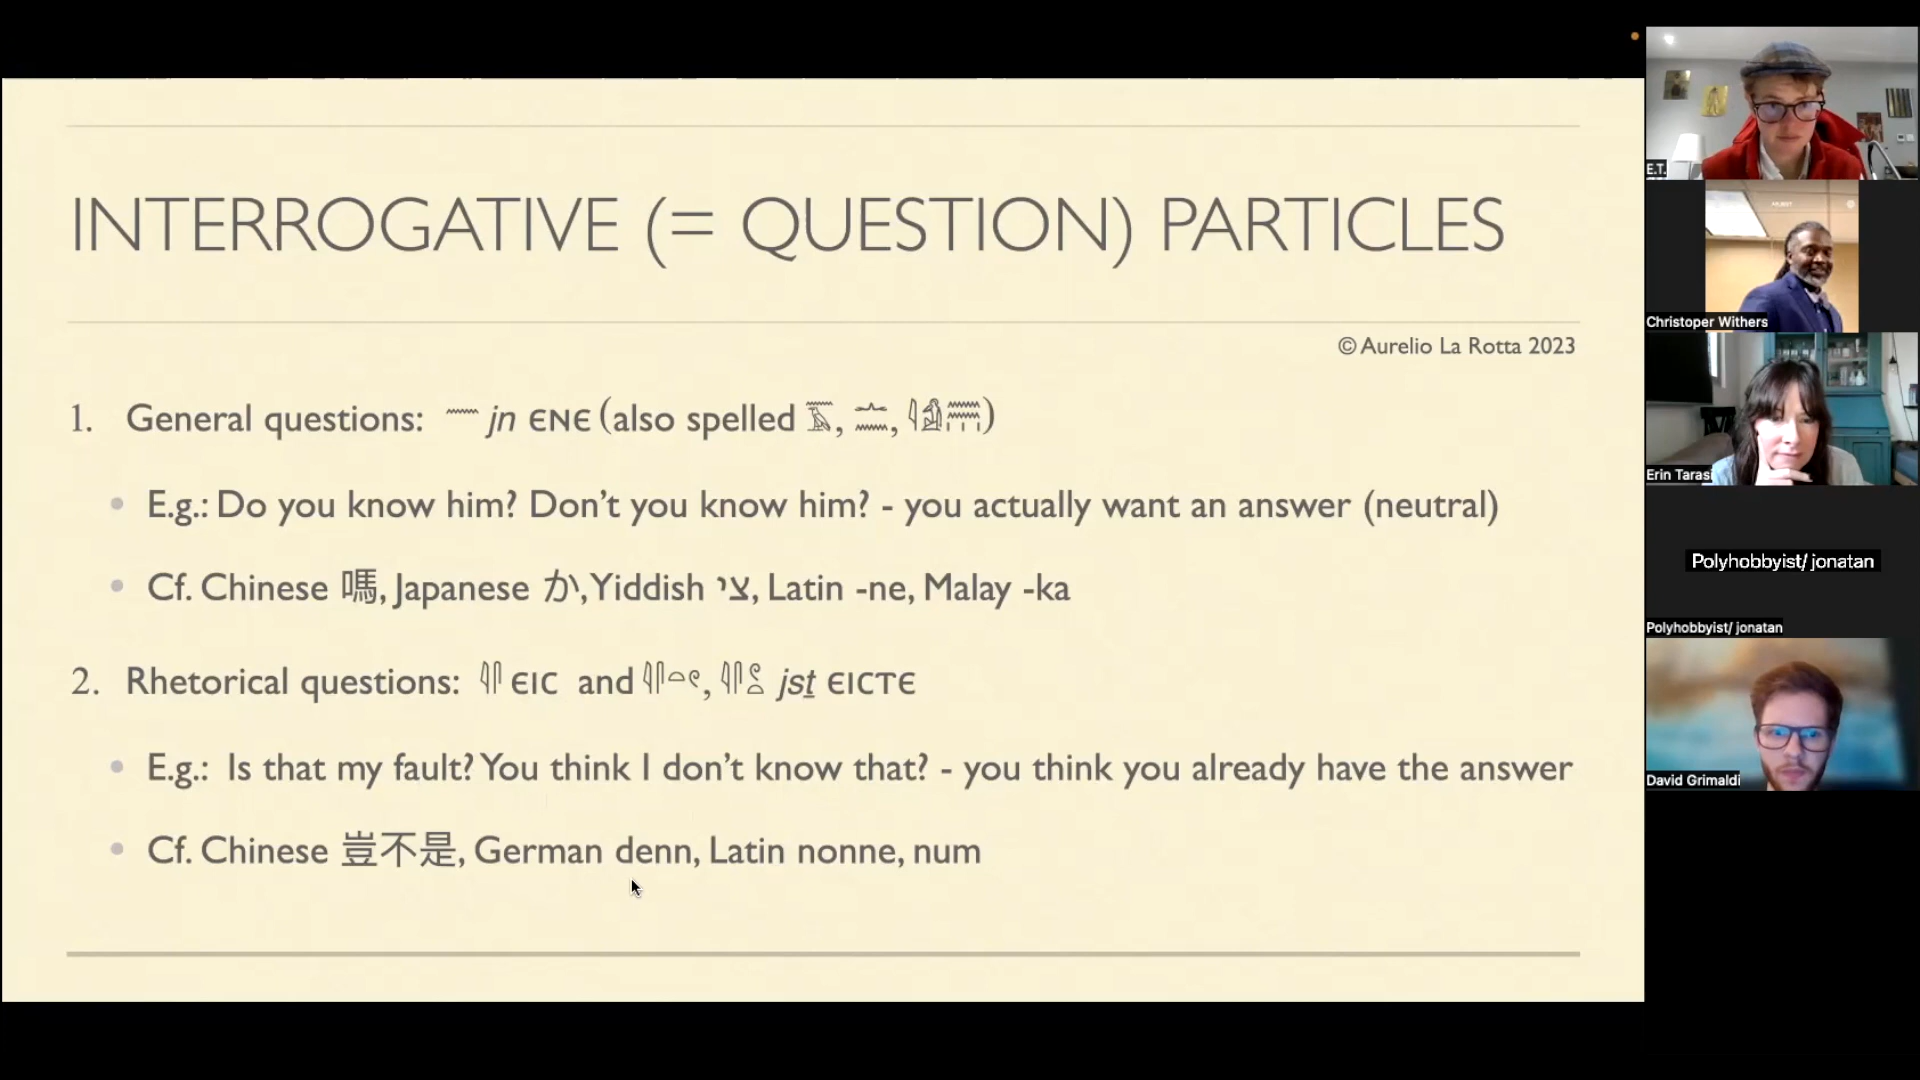 INTERROGATIVE (= QUESTION) PARTICLES
© Aurelio La Rotta 2023
1. General questions: 𓈖 jn ⲈⲚⲈ (also spelled
E.g.: Do you know him? Don’t you know him? - you actually want an answer (neutral)
Cf. Chinese 嗎, Japanese か, Yiddish צי, Latin -ne, Malay -ka
2. Rhetorical questions: 𓇋𓋴 ⲈⲒⲤ and 𓇋𓋴𓏏𓏲, jsṯ ⲈⲒⲤⲦⲈ
E.g.: Is that my fault? You think I don’t know that? - you think you already have the answer
Cf. Chinese 豈不是, German denn, Latin nonne, num
E.T.
Christoper Withers
Erin Tarasi
Polyhobbyist/ jonatan
Polyhobbyist/ jonatan
David Grimaldi